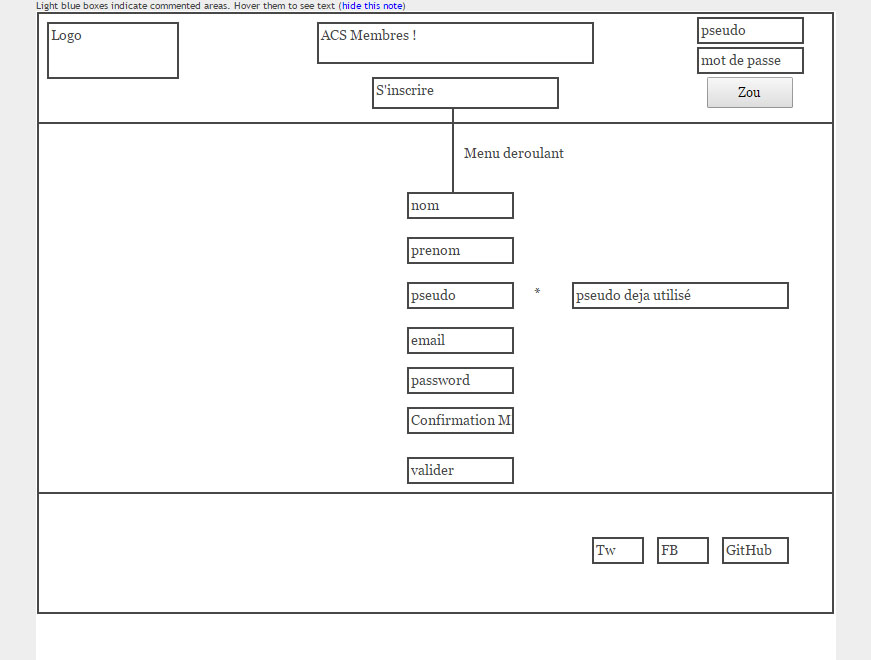 Light blue boxes indicate commented areas. Hover them to see text (hide this note)
Logo
ACS Membres !
pseudo
mot de passe
S'inscrire
Zou
Menu deroulant
nom
prenom
pseudo
*
pseudo deja utilisé
email
password
Confirmation M
valider
Tw
FB
GitHub